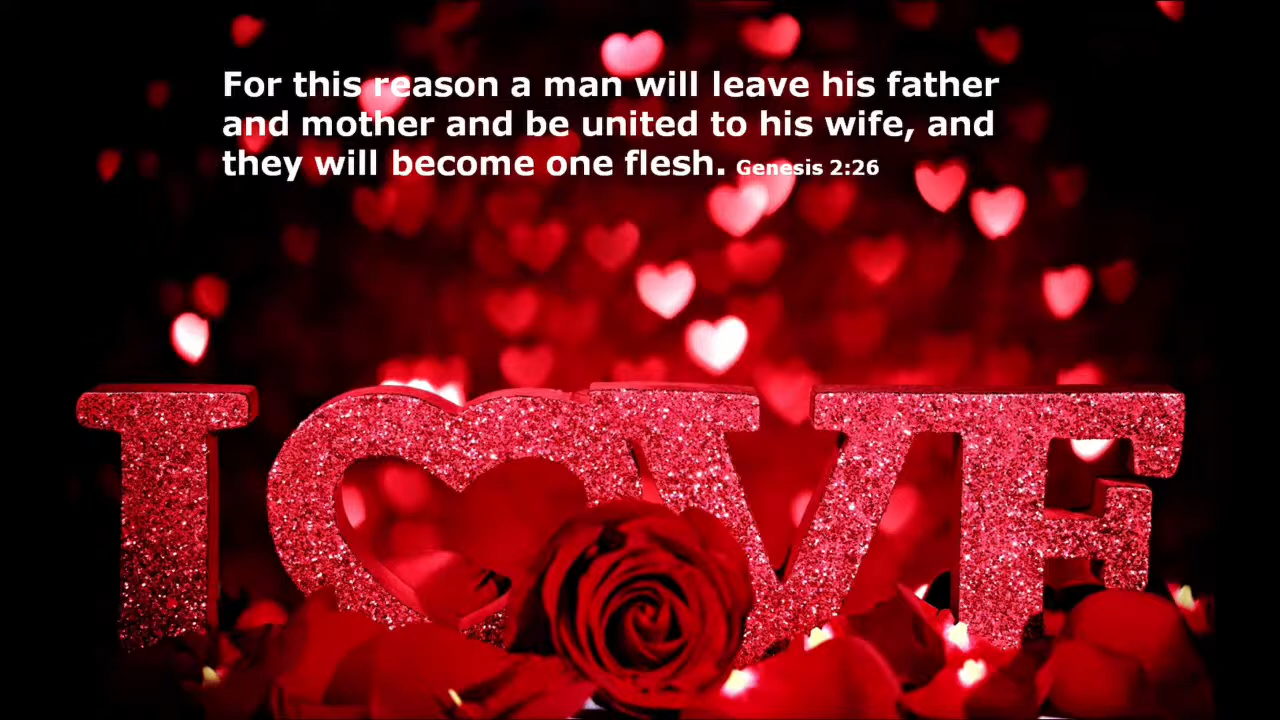 For this reason a man will leave his father
and mother and be united to his wife, and
they will become one flesh. Genesis 2:26
LOVE